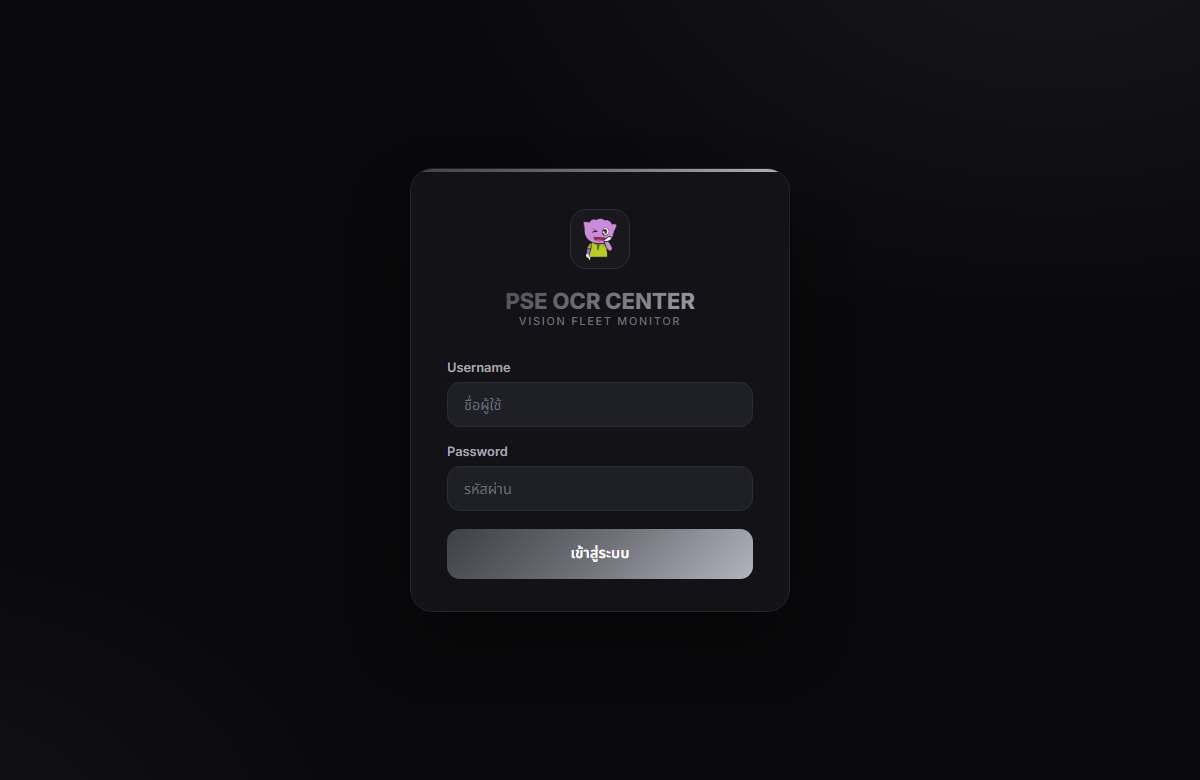 PSE OCR CENTER
VISION FLEET MONITOR
Username
ชื่อผู้ใช้
Password
รหัสผ่าน
เข้าสู่ระบบ